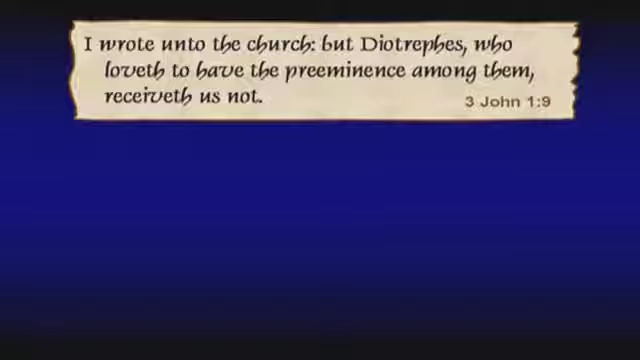 I wrote unto the church: but Diotrephes, who
loveth to have the preeminence among them,
receiveth us not.
3 John 1:9